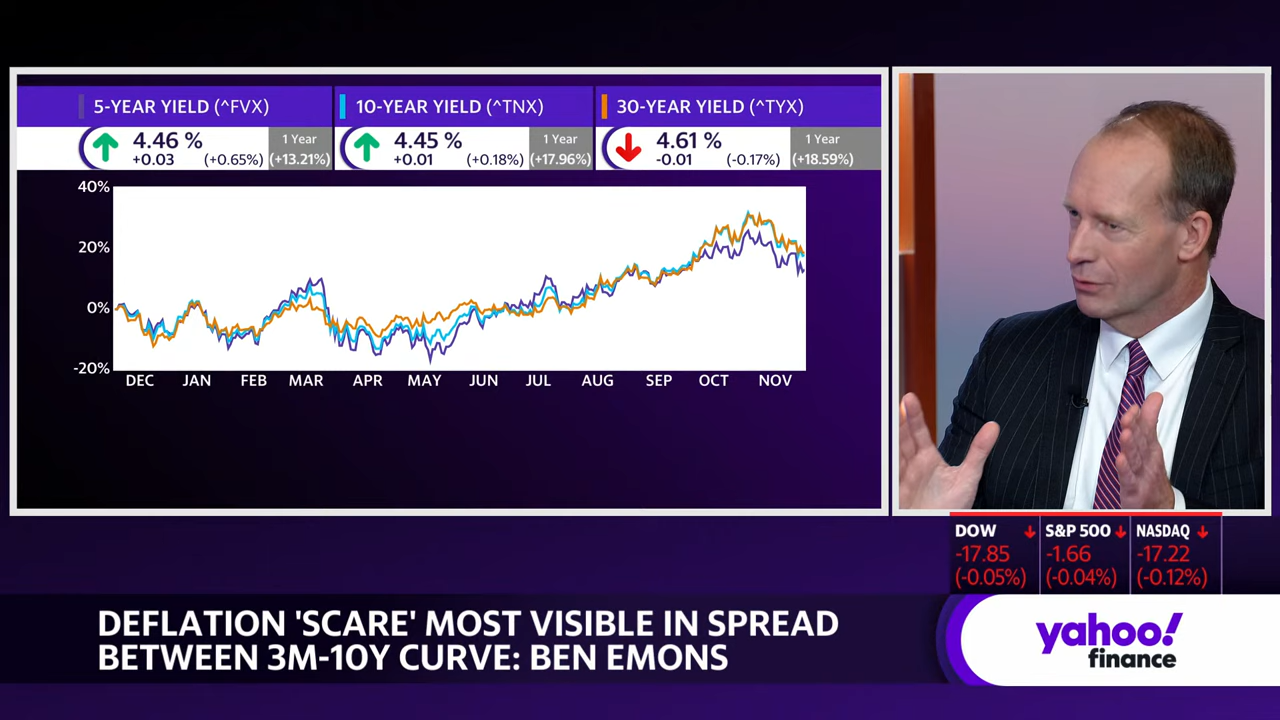 5-YEAR YIELD (^FVX)
4.46 %
+0.03 (+0.65%)
1 Year
(+13.21%)
10-YEAR YIELD (^TNX)
4.45 %
+0.01 (+0.18%)
1 Year
(+17.96%)
30-YEAR YIELD (^TYX)
4.61 %
-0.01 (-0.17%)
1 Year
(+18.59%)
40%
20%
0%
-20%
DEC JAN FEB MAR APR MAY JUN JUL AUG SEP OCT NOV
DOW
-17.85
(-0.05%)
S&P 500
-1.66
(-0.04%)
NASDAQ
-17.22
(-0.12%)
DEFLATION 'SCARE' MOST VISIBLE IN SPREAD
BETWEEN 3M-10Y CURVE: BEN EMONS
yahoo!
finance